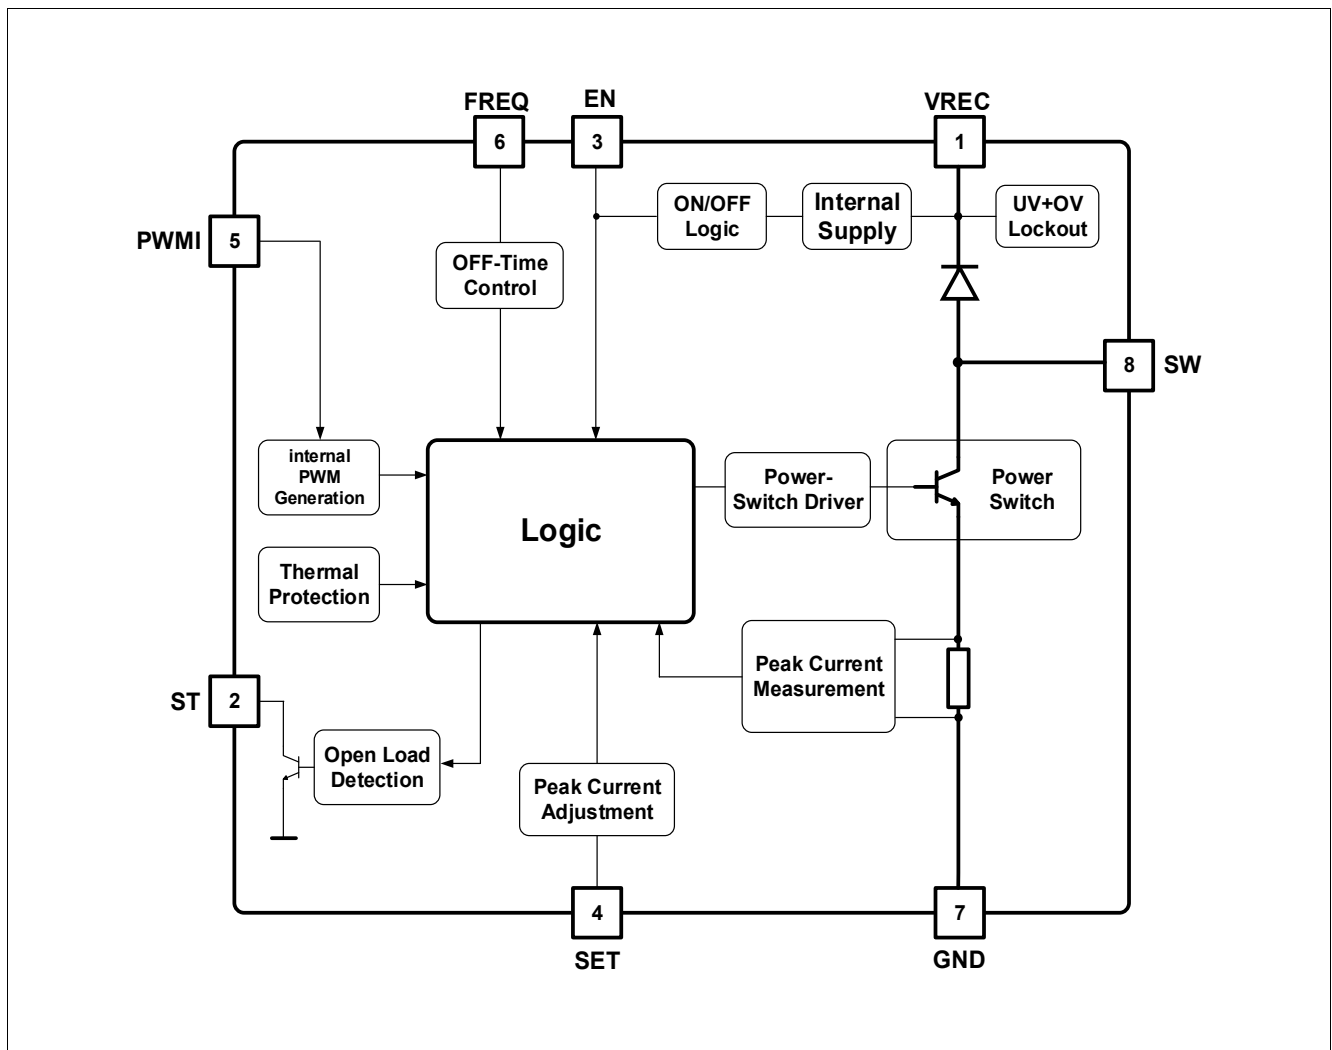 FREQ
EN
VREC
6
3
1
ON/OFF
Logic
Internal
Supply
UV+OV
Lockout
PWMI
5
OFF-Time
Control
8
SW
internal
PWM
Generation
Logic
Power-
Switch Driver
Power
Switch
Thermal
Protection
Peak Current
Measurement
ST
2
Open Load
Detection
Peak Current
Adjustment
4
7
SET
GND